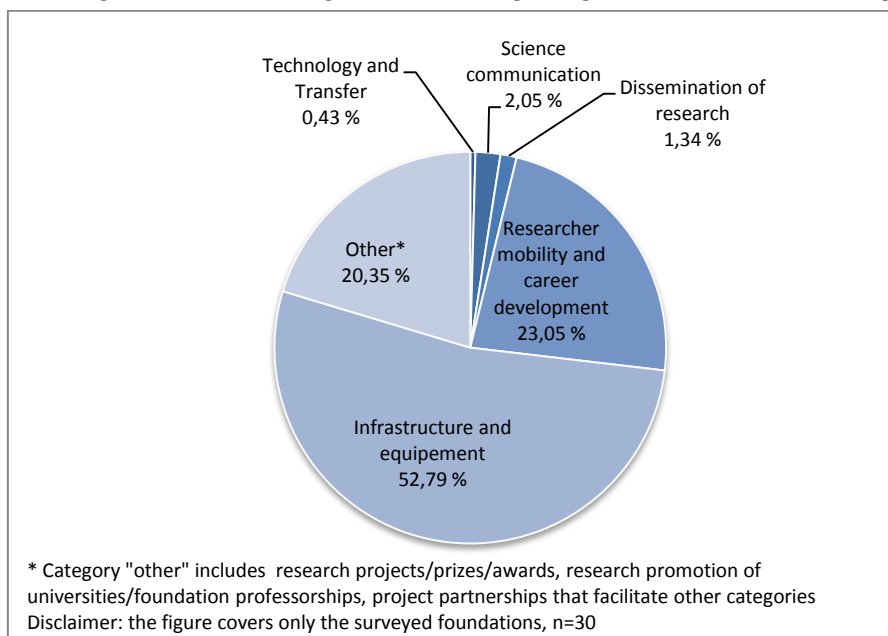 Technology and
Transfer
0,43 %
Science
communication
2,05 %
Dissemination of
research
1,34 %
Researcher
mobility and
career
development
23,05 %
Other*
20,35 %
Infrastructure and
equipement
52,79 %
* Category "other" includes  research projects/prizes/awards, research promotion of
universities/foundation professorships, project partnerships that facilitate other categories
Disclaimer: the figure covers only the surveyed foundations, n=30